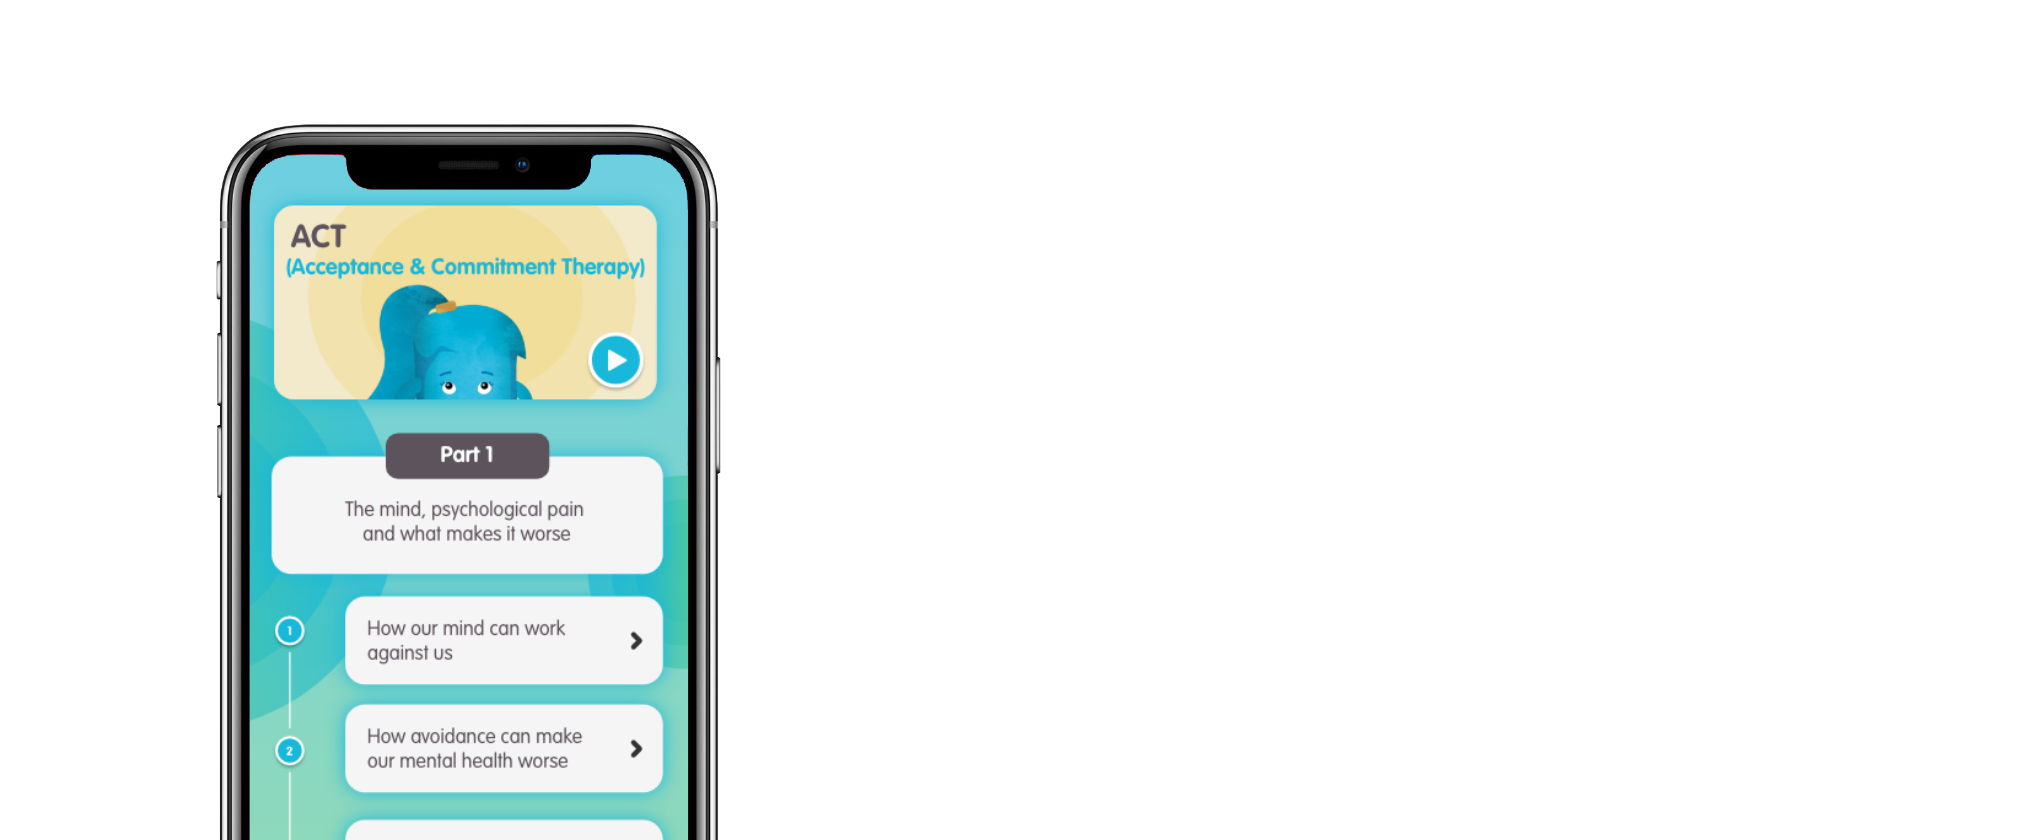 ACT
(Acceptance & Commitment Therapy)
Part 1
The mind, psychological pain
and what makes it worse
1
How our mind can work
against us
2
How avoidance can make
our mental health worse